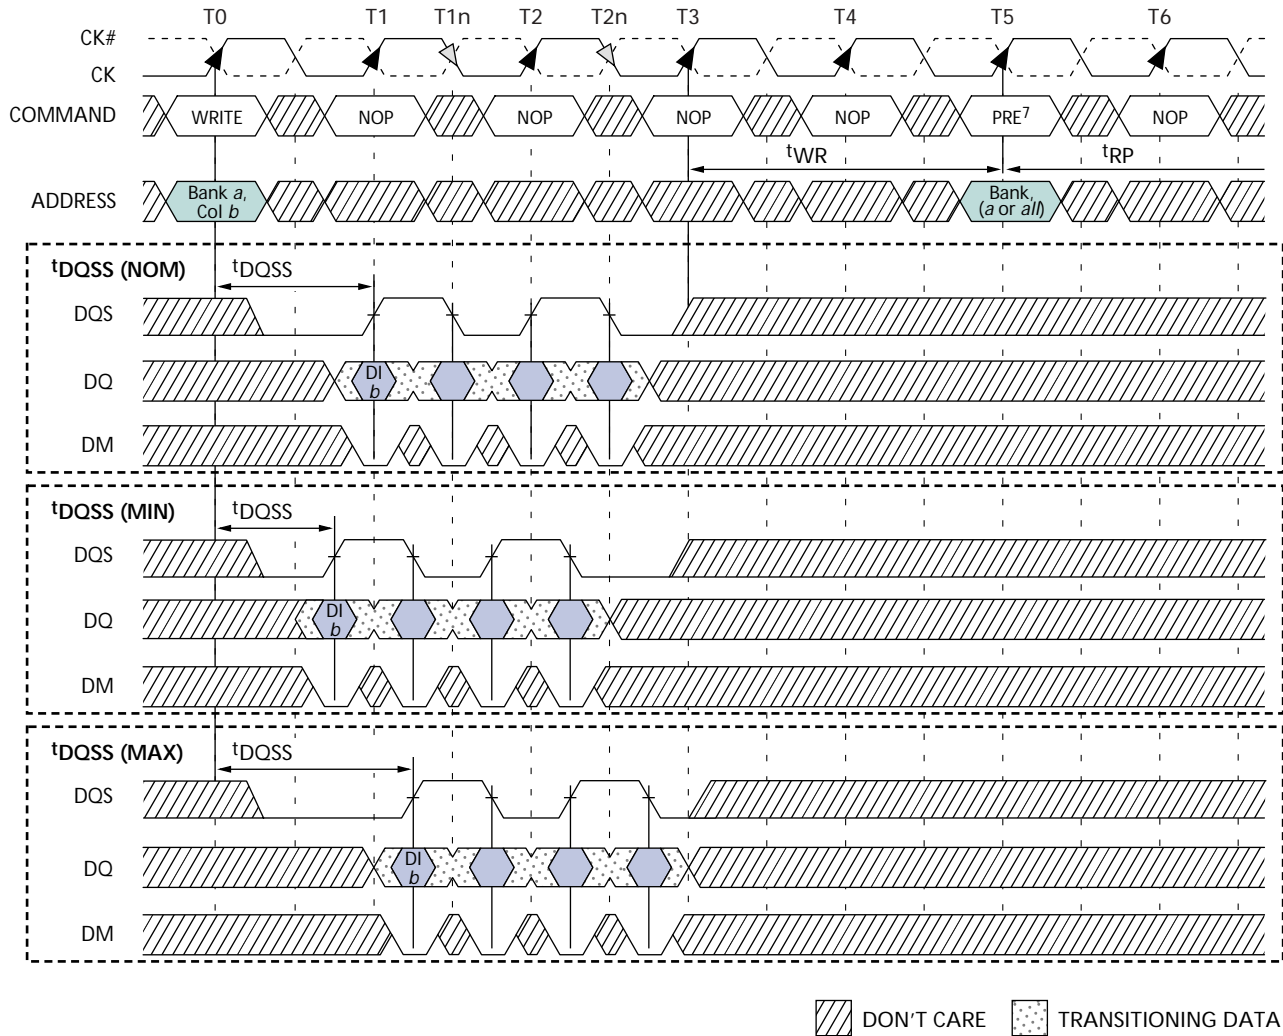 T0 T1 T1n T2 T2n T3 T4 T5 T6
CK#
CK
COMMAND WRITE NOP NOP NOP NOP PRE7 NOP
tWR tRP
ADDRESS Bank a, Col b Bank, (a or all)
tDQSS (NOM) tDQSS
DQS
DQ DI b
DM
tDQSS (MIN) tDQSS
DQS
DQ DI b
DM
tDQSS (MAX) tDQSS
DQS
DQ DI b
DM
DON'T CARE TRANSITIONING DATA